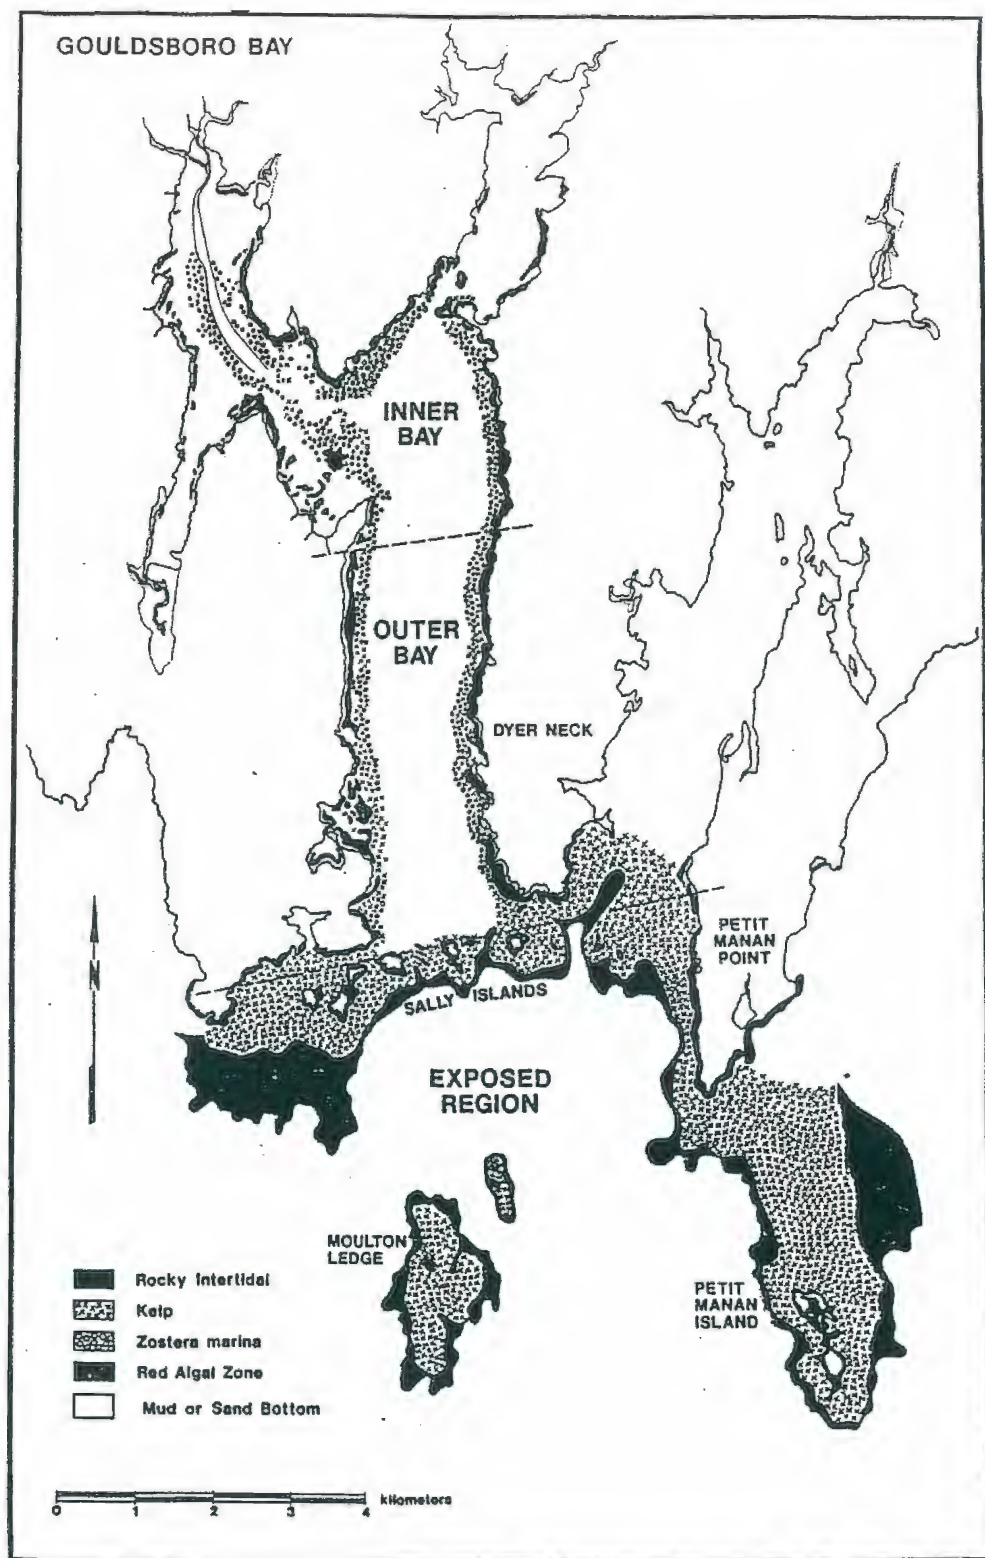 GOULDSBORO BAY
INNER
BAY
OUTER
BAY
DYER NECK
PETIT
MANAN
POINT
N
SALLY ISLANDS
EXPOSED
REGION
MOULTON
LEDGE
PETIT
MANAN
ISLAND
Rocky Intertidal
Kelp
Zostera marina
Red Algal Zone
Mud or Sand Bottom
0 1 2 3 4 kilometers